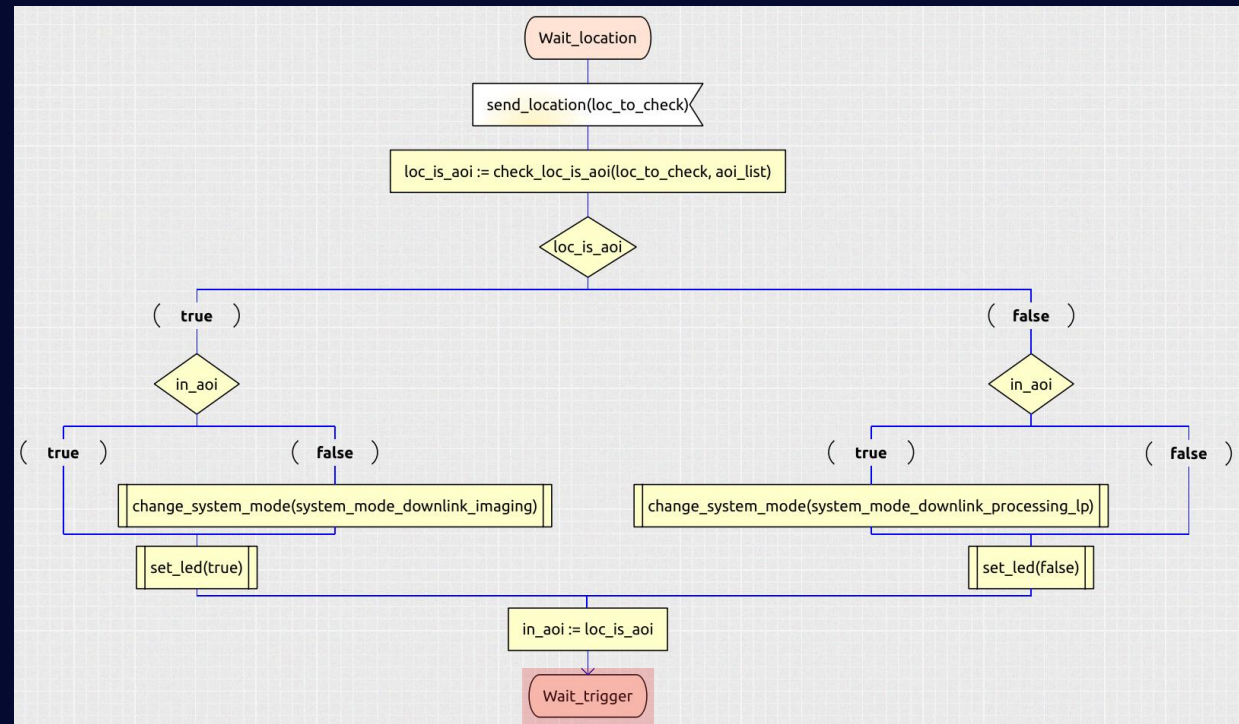 Wait_location
send_location(loc_to_check)
loc_is_aoi := check_loc_is_aoi(loc_to_check, aoi_list)
loc_is_aoi
( true )
( false )
in_aoi
in_aoi
( true )
( false )
( true )
( false )
change_system_mode(system_mode_downlink_imaging)
change_system_mode(system_mode_downlink_processing_lp)
set_led(true)
set_led(false)
in_aoi := loc_is_aoi
Wait_trigger